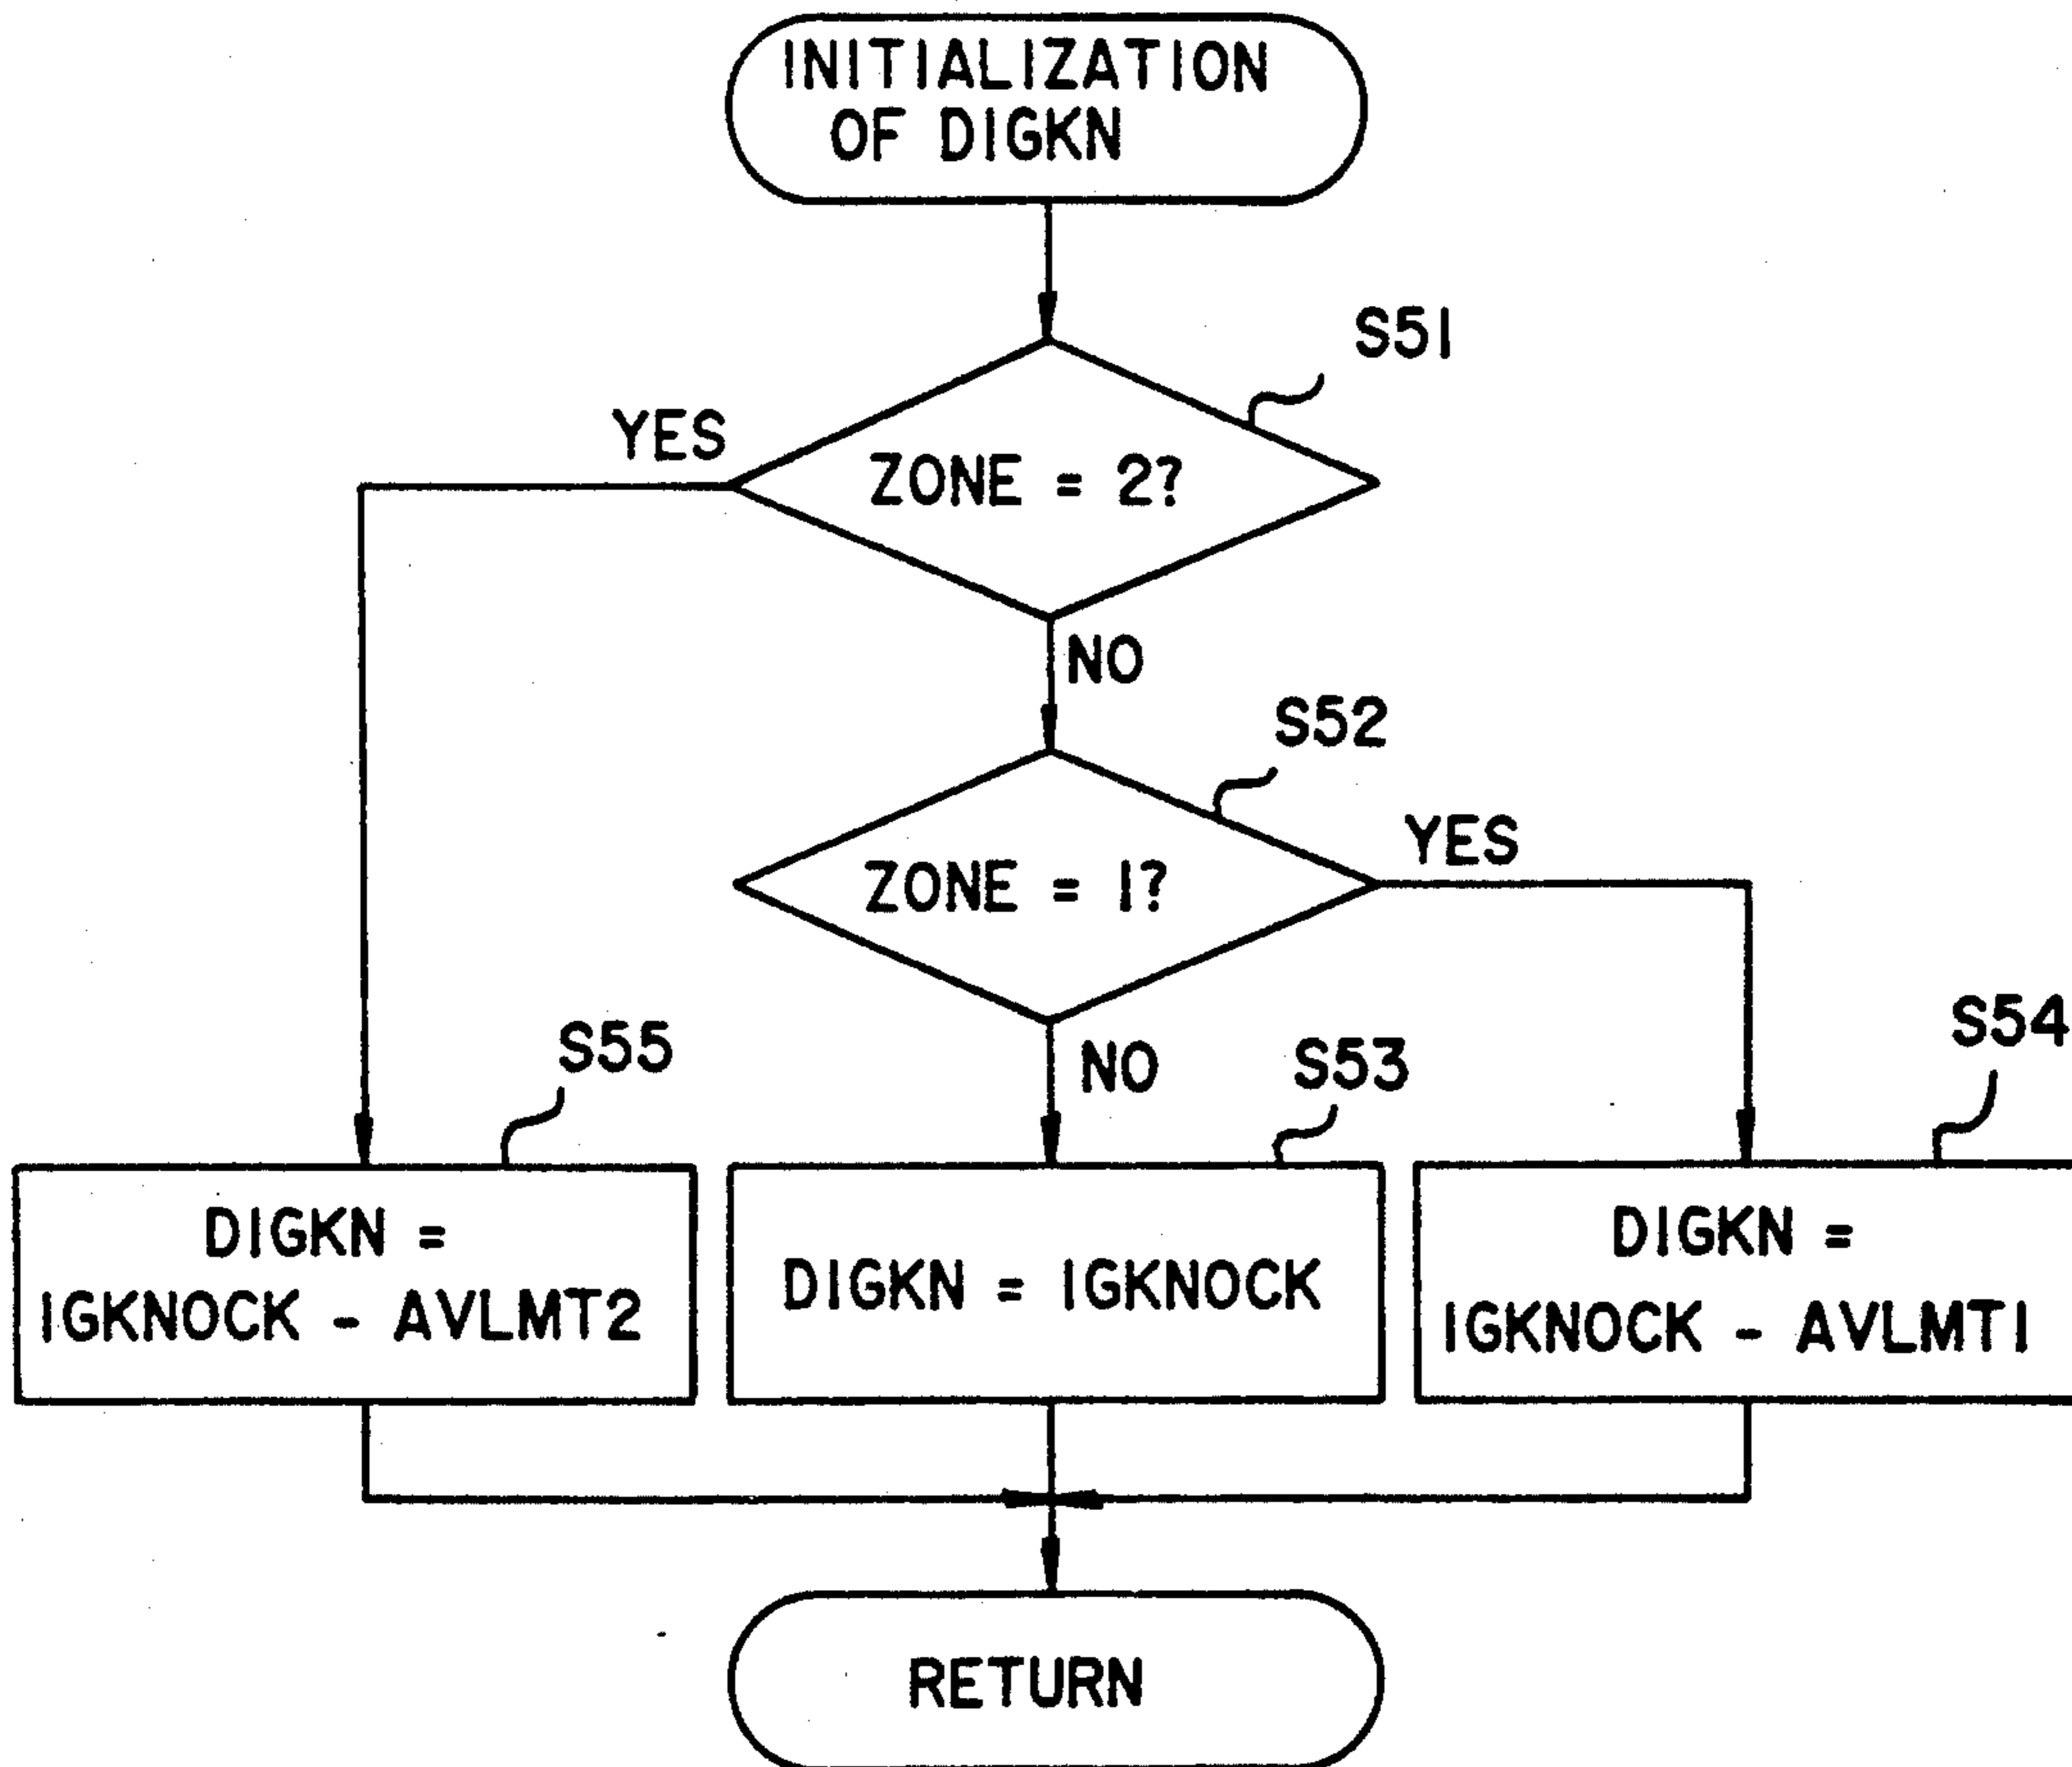 INITIALIZATION
OF DIGKN
S51
YES
ZONE = 2?
NO
S52
YES
ZONE = 1?
NO
S55
S53
S54
DIGKN =
IGKNOCK - AVLMT2
DIGKN = IGKNOCK
DIGKN =
IGKNOCK - AVLMT1
RETURN